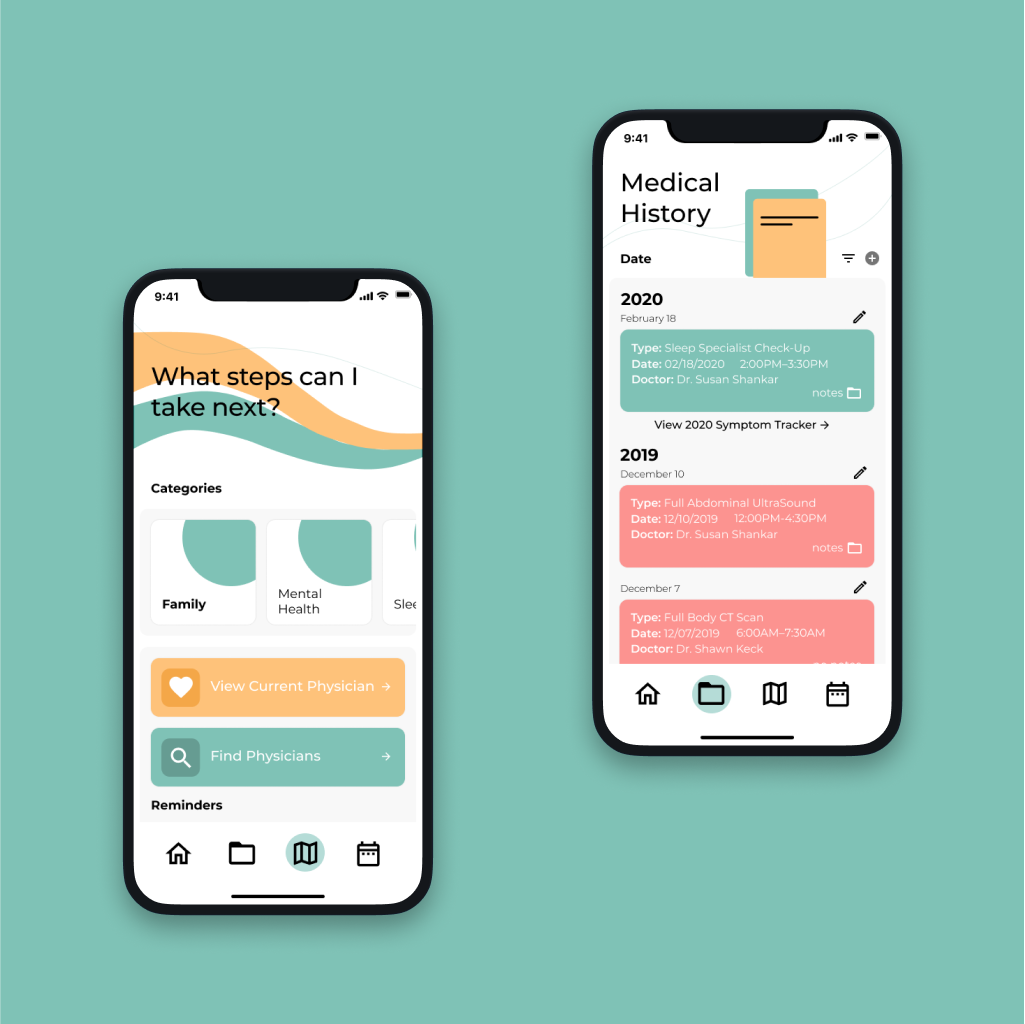 9:41
What steps can I
take next?
Categories
Family
Mental
Health
View Current Physician →
Find Physicians →
Reminders
9:41
Medical
History
Date
2020
February 18
Type: Sleep Specialist Check-Up
Date: 02/18/2020 2:00PM–3:30PM
Doctor: Dr. Susan Shankar
notes
View 2020 Symptom Tracker →
2019
December 10
Type: Full Abdominal UltraSound
Date: 12/10/2019 12:00PM-4:30PM
Doctor: Dr. Susan Shankar
notes
December 7
Type: Full Body CT Scan
Date: 12/07/2019 6:00AM–7:30AM
Doctor: Dr. Shawn Keck